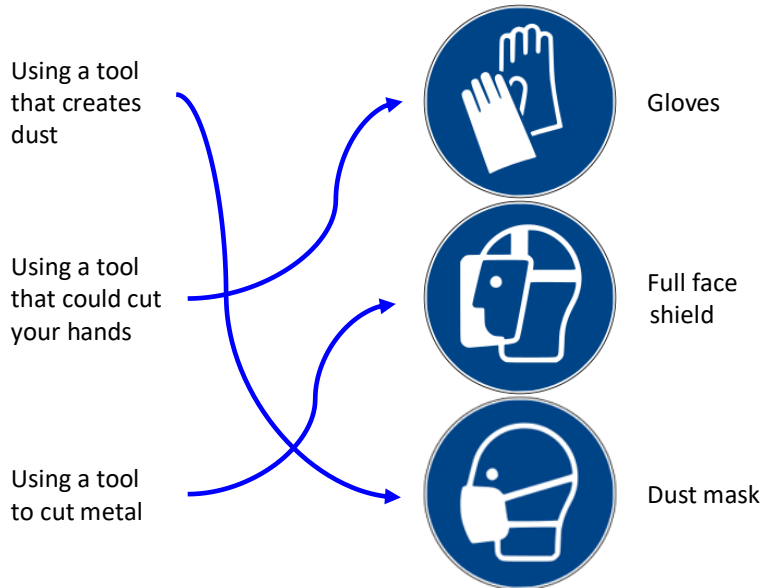 Using a tool
that creates
dust
Gloves
Using a tool
that could cut
your hands
Full face
shield
Using a tool
to cut metal
Dust mask